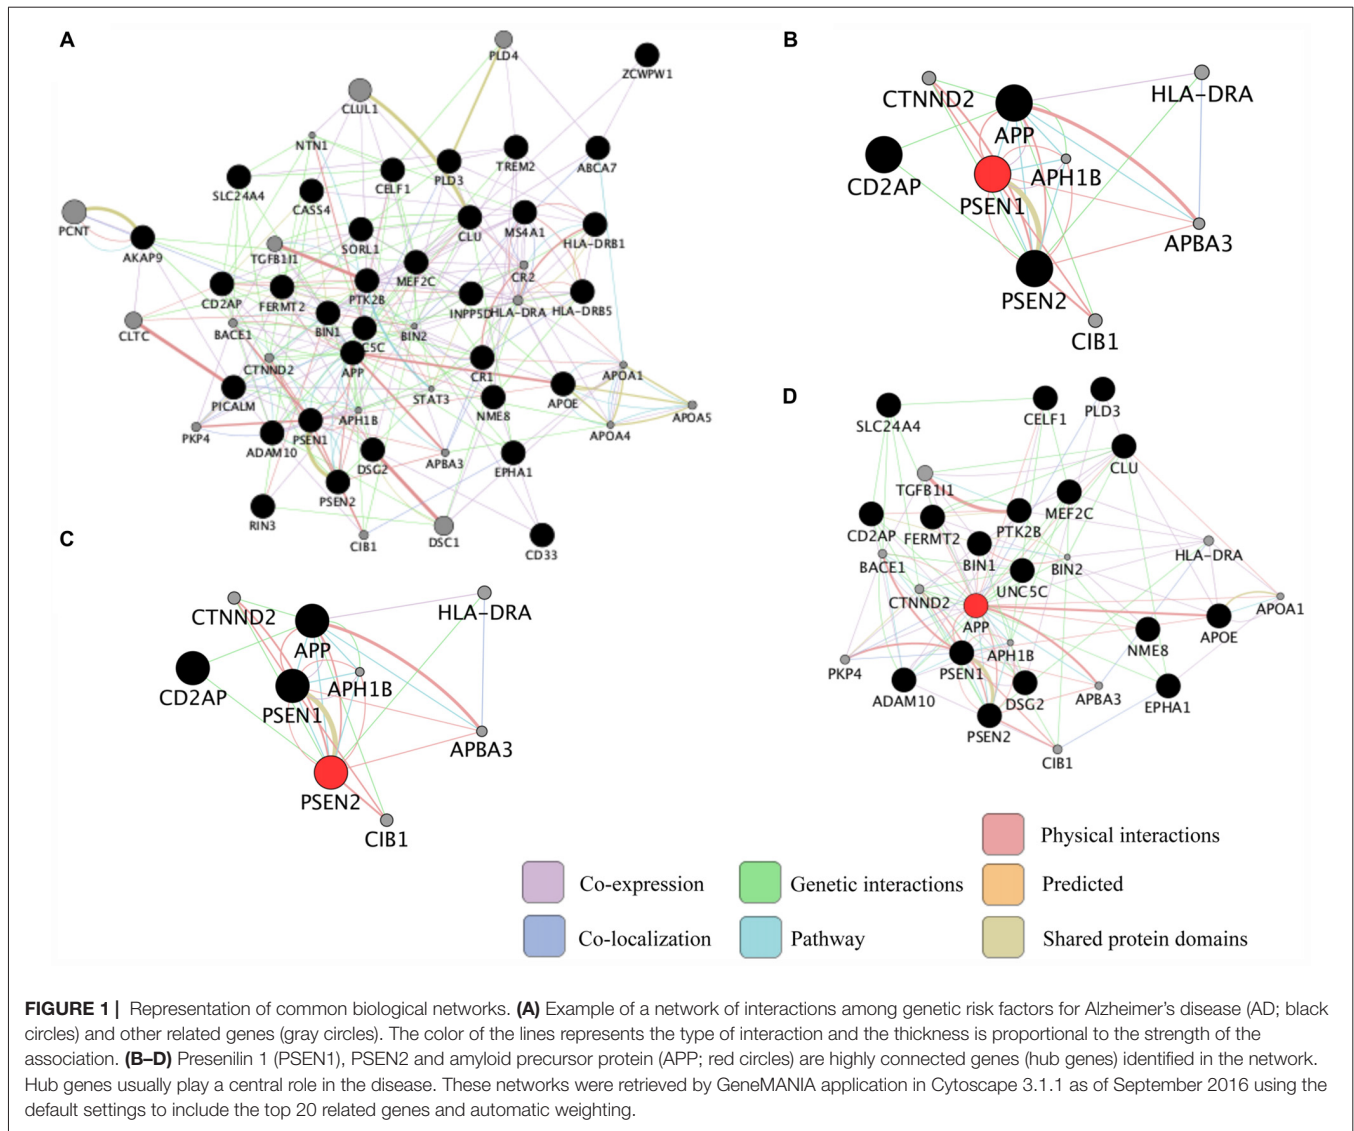 A
PLD4
ZCWPW1
CLUL1
NTN1
TREM2
ABCA7
PLD3
CELF1
SLC24A4
CASS4
PCNT
AKAP9
SORL1
CLU
MS4A1
HLA-DRB1
TGFB1I1
MEF2C
CR2
CD2AP
FERMT2
PTK2B
INPP5D
HLA-DRA
HLA-DRB5
CLTC
BACE1
BIN1
BIN2
C5C
CTNND2
APP
CR1
APOA1
PICALM
STAT3
NME8
APOE
APOA5
PKP4
APH1B
PSEN1
ADAM10
APOA4
DSG2
APBA3
EPHA1
PSEN2
RIN3
CIB1
DSC1
CD33
B
CTNND2
HLA-DRA
APP
CD2AP
APH1B
PSEN1
APBA3
PSEN2
CIB1
C
CTNND2
HLA-DRA
APP
CD2AP
APH1B
PSEN1
APBA3
PSEN2
CIB1
D
SLC24A4
CELF1
PLD3
CLU
TGFB1I1
MEF2C
PTK2B
CD2AP
FERMT2
HLA-DRA
BACE1
BIN1
BIN2
UNC5C
CTNND2
APP
APOA1
APOE
NME8
APH1B
PSEN1
PKP4
ADAM10
DSG2
APBA3
EPHA1
PSEN2
CIB1
Physical interactions
Co-expression
Genetic interactions
Predicted
Co-localization
Pathway
Shared protein domains
FIGURE 1 | Representation of common biological networks. (A) Example of a network of interactions among genetic risk factors for Alzheimer's disease (AD; black
circles) and other related genes (gray circles). The color of the lines represents the type of interaction and the thickness is proportional to the strength of the
association. (B–D) Presenilin 1 (PSEN1), PSEN2 and amyloid precursor protein (APP; red circles) are highly connected genes (hub genes) identified in the network.
Hub genes usually play a central role in the disease. These networks were retrieved by GeneMANIA application in Cytoscape 3.1.1 as of September 2016 using the
default settings to include the top 20 related genes and automatic weighting.